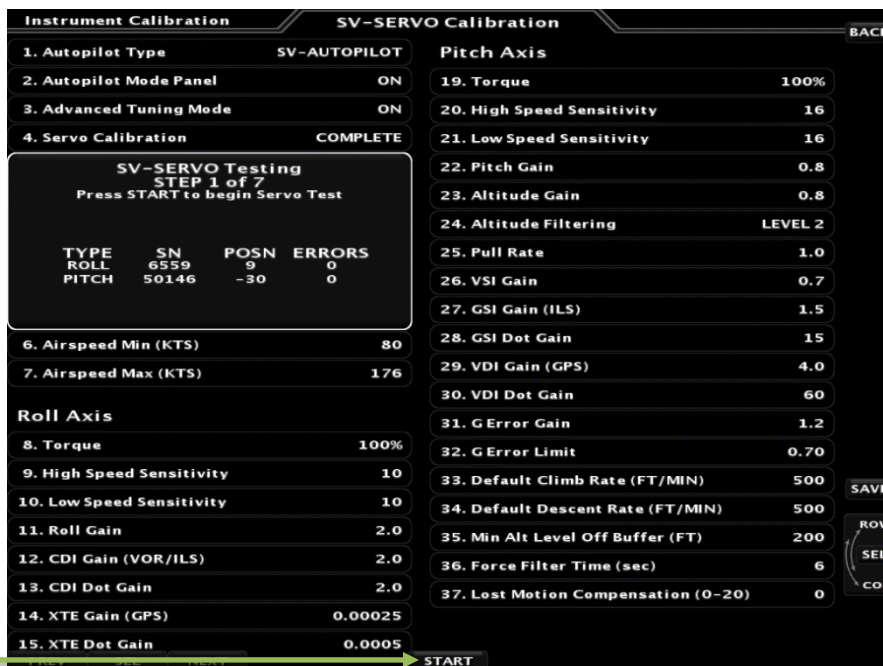 Instrument Calibration
SV-SERVO Calibration
BACK
1. Autopilot Type SV-AUTOPILOT
2. Autopilot Mode Panel ON
3. Advanced Tuning Mode ON
4. Servo Calibration COMPLETE
SV-SERVO Testing
STEP 1 of 7
Press START to begin Servo Test
TYPE SN POSN ERRORS
ROLL 6559 9 0
PITCH 50146 -30 0
6. Airspeed Min (KTS) 80
7. Airspeed Max (KTS) 176
Roll Axis
8. Torque 100%
9. High Speed Sensitivity 10
10. Low Speed Sensitivity 10
11. Roll Gain 2.0
12. CDI Gain (VOR/ILS) 2.0
13. CDI Dot Gain 2.0
14. XTE Gain (GPS) 0.00025
15. XTE Dot Gain 0.0005
Pitch Axis
19. Torque 100%
20. High Speed Sensitivity 16
21. Low Speed Sensitivity 16
22. Pitch Gain 0.8
23. Altitude Gain 0.8
24. Altitude Filtering LEVEL 2
25. Pull Rate 1.0
26. VSI Gain 0.7
27. GSI Gain (ILS) 1.5
28. GSI Dot Gain 15
29. VDI Gain (GPS) 4.0
30. VDI Dot Gain 60
31. G Error Gain 1.2
32. G Error Limit 0.70
33. Default Climb Rate (FT/MIN) 500
34. Default Descent Rate (FT/MIN) 500
35. Min Alt Level Off Buffer (FT) 200
36. Force Filter Time (sec) 6
37. Lost Motion Compensation (0-20) 0
SAVE
ROW
SEL
CO
START